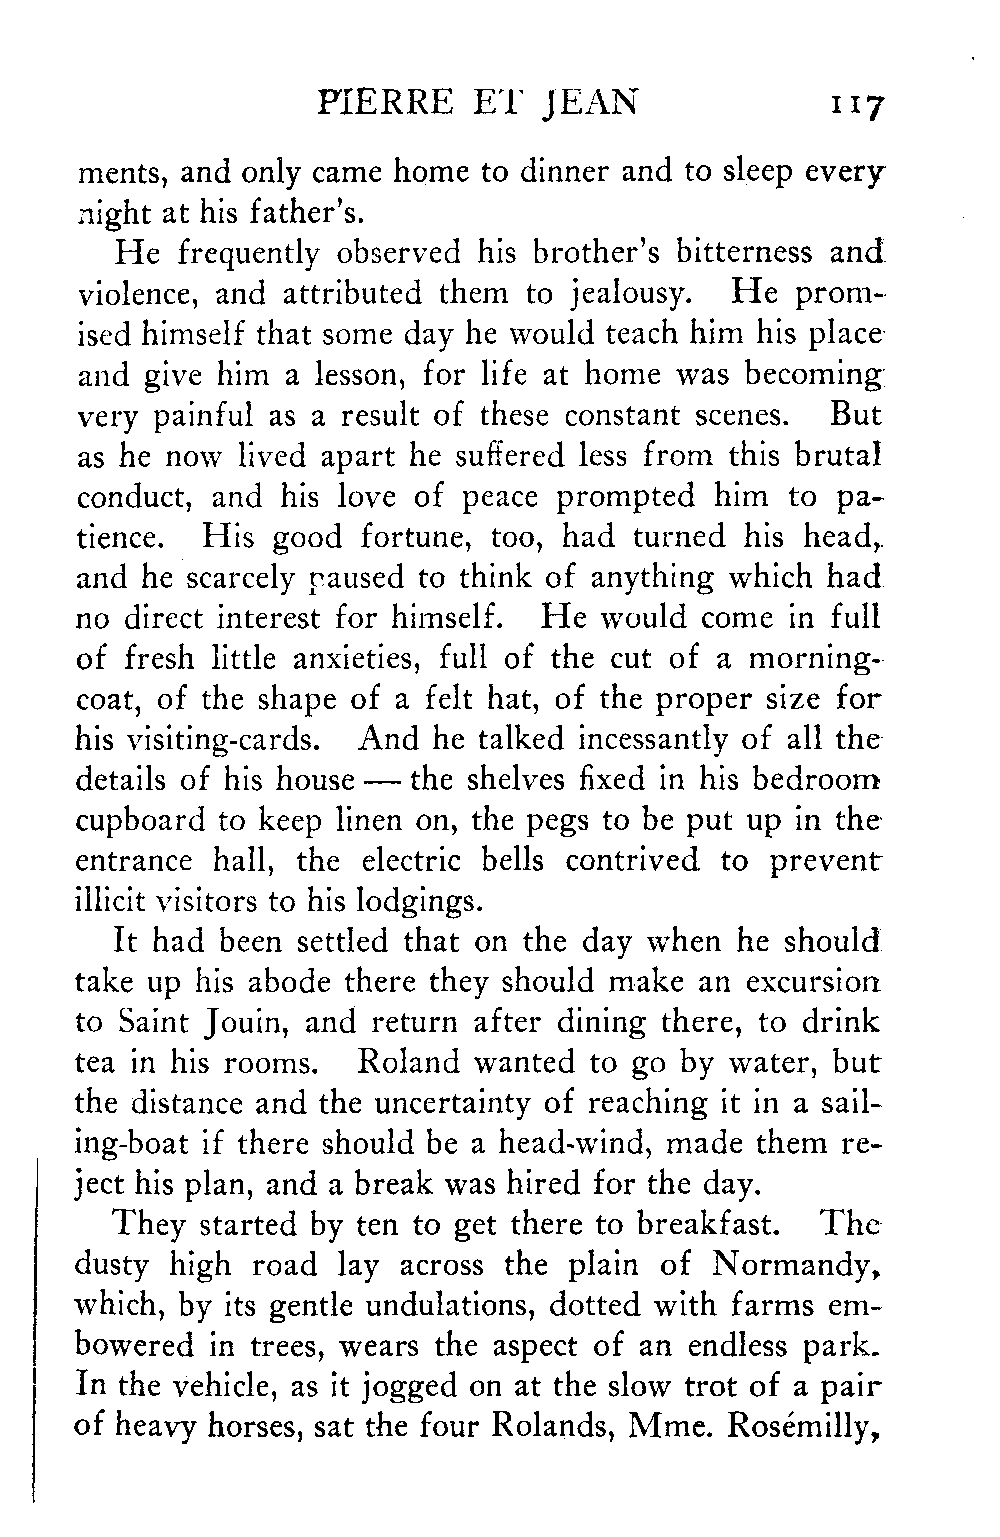 PIERRE ET JEAN 117
ments, and only came home to dinner and to sleep every
night at his father's.
He frequently observed his brother's bitterness and
violence, and attributed them to jealousy. He prom-
ised himself that some day he would teach him his place
and give him a lesson, for life at home was becoming
very painful as a result of these constant scenes. But
as he now lived apart he suffered less from this brutal
conduct, and his love of peace prompted him to pa-
tience. His good fortune, too, had turned his head,
and he scarcely paused to think of anything which had
no direct interest for himself. He would come in full
of fresh little anxieties, full of the cut of a morning-
coat, of the shape of a felt hat, of the proper size for
his visiting-cards. And he talked incessantly of all the
details of his house — the shelves fixed in his bedroom
cupboard to keep linen on, the pegs to be put up in the
entrance hall, the electric bells contrived to prevent
illicit visitors to his lodgings.
It had been settled that on the day when he should
take up his abode there they should make an excursion
to Saint Jouin, and return after dining there, to drink
tea in his rooms. Roland wanted to go by water, but
the distance and the uncertainty of reaching it in a sail-
ing-boat if there should be a head-wind, made them re-
ject his plan, and a break was hired for the day.
They started by ten to get there to breakfast. The
dusty high road lay across the plain of Normandy,
which, by its gentle undulations, dotted with farms em-
bowered in trees, wears the aspect of an endless park.
In the vehicle, as it jogged on at the slow trot of a pair
of heavy horses, sat the four Rolands, Mme. Rosémilly,